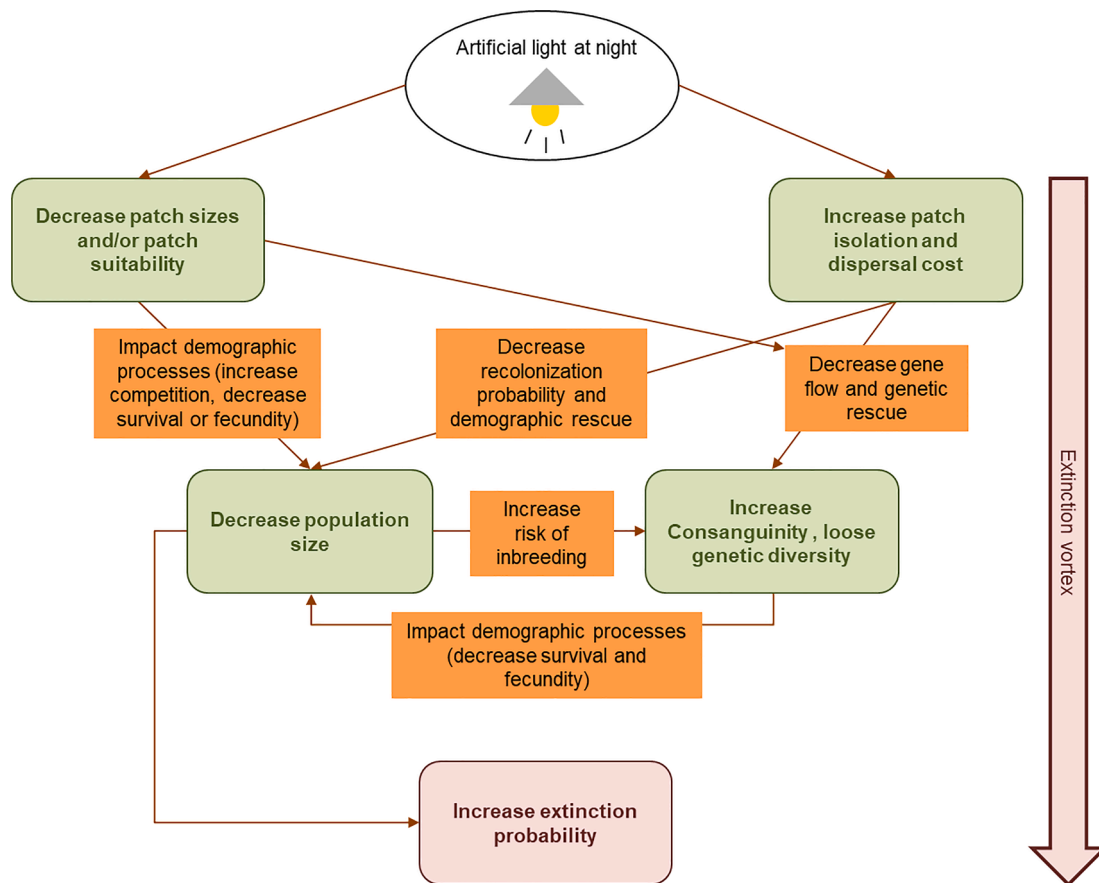 Artificial light at night
Decrease patch sizes
and/or patch
suitability
Increase patch
isolation and
dispersal cost
Impact demographic
processes (increase
competition, decrease
survival or fecundity)
Decrease
recolonization
probability and
demographic rescue
Decrease gene
flow and genetic
rescue
Decrease population
size
Increase
risk of
inbreeding
Increase
Consanguinity , loose
genetic diversity
Impact demographic processes
(decrease survival and
fecundity)
Increase extinction
probability
Extinction vortex